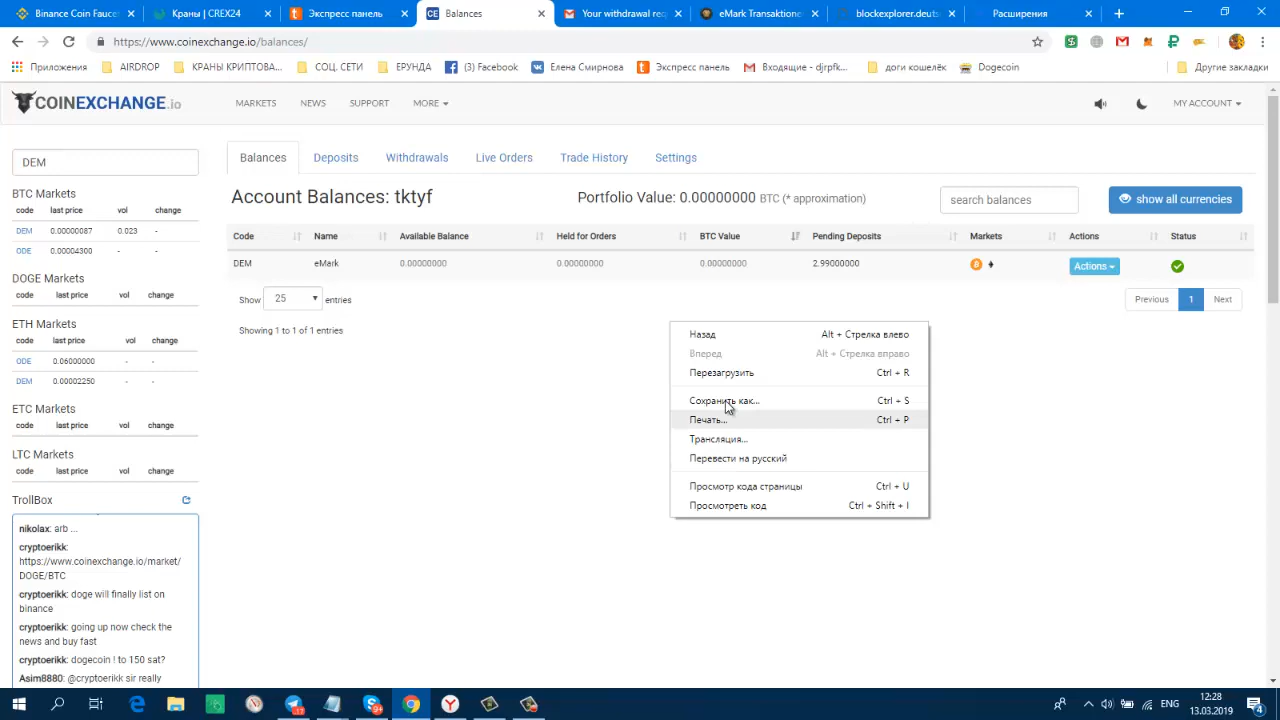 Binance Coin Faucet
Краны | CREX24
Экспресс панель
CE Balances
Your withdrawal req
eMark Transaktione
blockexplorer.deuts
Расширения
https://www.coinexchange.io/balances/
Приложения
AIRDROP
КРАНЫ КРИПТОВА...
СОЦ. СЕТИ
ЕРУНДА
(3) Facebook
Елена Смирнова
Экспресс панель
Входящие - djrpfk...
доги кошелёк
Dogecoin
Другие закладки
COINEXCHANGE.io
MARKETS
NEWS
SUPPORT
MORE
MY ACCOUNT
DEM
Balances
Deposits
Withdrawals
Live Orders
Trade History
Settings
Account Balances: tktyf
Portfolio Value: 0.00000000 BTC (* approximation)
search balances
show all currencies
Code Name Available Balance Held for Orders BTC Value Pending Deposits Markets Actions Status
DEM eMark 0.00000000 0.00000000 0.00000000 2.99000000 Actions
Show 25 entries
Previous 1 Next
Showing 1 to 1 of 1 entries
BTC Markets
code last price vol change
DEM 0.00000087 0.023 -
ODE 0.00004300 - -
DOGE Markets
code last price vol change
ETH Markets
code last price vol change
ODE 0.06000000 - -
DEM 0.00002250 - -
ETC Markets
code last price vol change
LTC Markets
code last price vol change
TrollBox
nikolax: arb ...
cryptoerikk:
https://www.coinexchange.io/market/
DOGE/BTC
cryptoerikk: doge will finally list on
binance
cryptoerikk: going up now check the
news and buy fast
cryptoerikk: dogecoin ! to 150 sat?
Asim8880: @cryptoerikk sir really
Назад Alt + Стрелка влево
Вперед Alt + Стрелка вправо
Перезагрузить Ctrl + R
Сохранить как... Ctrl + S
Печать... Ctrl + P
Трансляция...
Перевести на русский
Просмотр кода страницы Ctrl + U
Просмотреть код Ctrl + Shift + I
ENG
12:28
13.03.2019